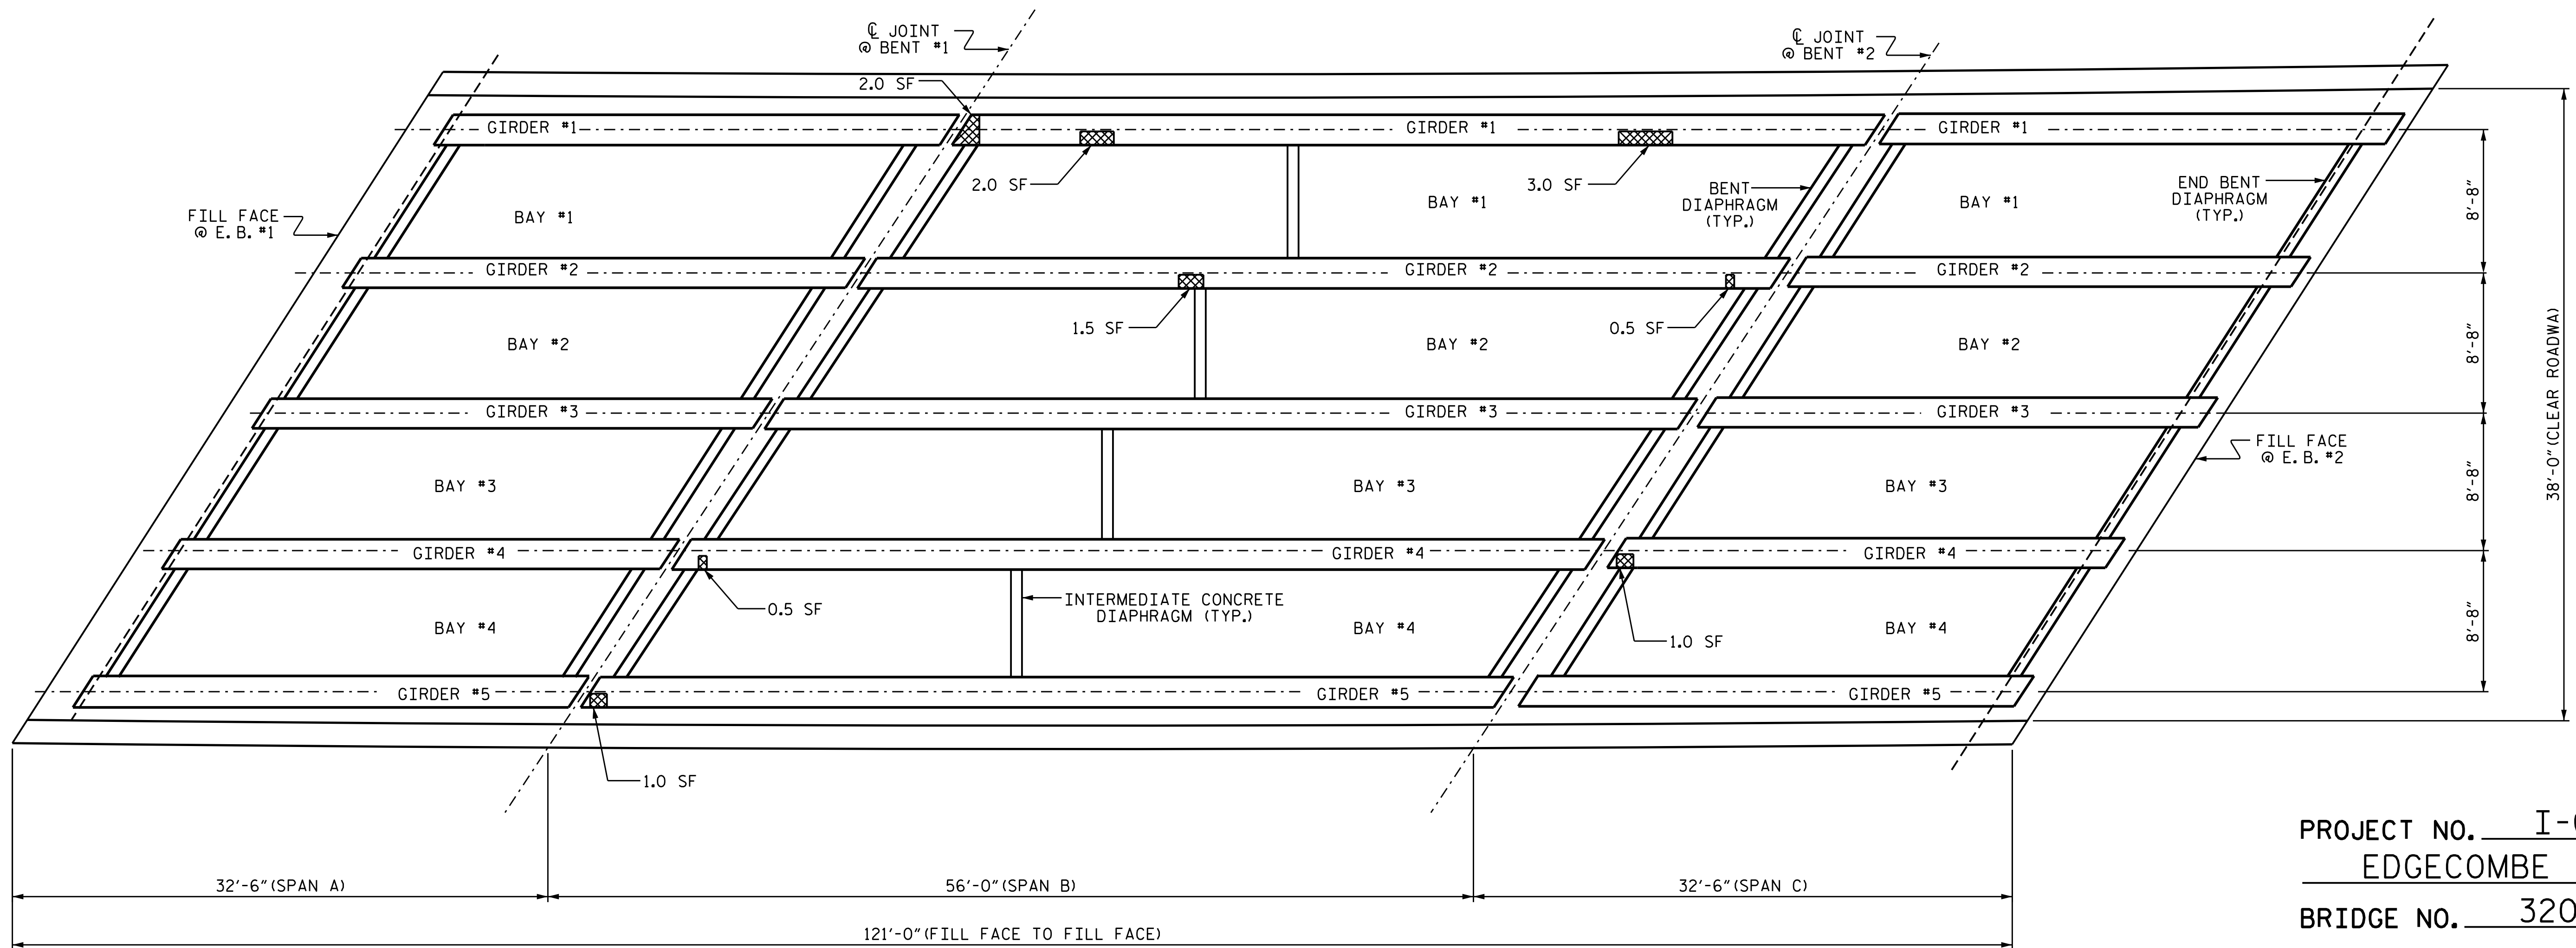 ℄ JOINT
@ BENT #1
℄ JOINT
@ BENT #2
2.0 SF
GIRDER #1
GIRDER #1
GIRDER #1
2.0 SF
3.0 SF
BENT
DIAPHRAGM
(TYP.)
END BENT
DIAPHRAGM
(TYP.)
FILL FACE
@ E.B. #1
BAY #1
BAY #1
BAY #1
8'-8"
GIRDER #2
GIRDER #2
GIRDER #2
1.5 SF
0.5 SF
BAY #2
BAY #2
BAY #2
8'-8"
38'-0"(CLEAR ROADWA)
GIRDER #3
GIRDER #3
GIRDER #3
FILL FACE
@ E.B. #2
BAY #3
BAY #3
BAY #3
8'-8"
GIRDER #4
GIRDER #4
GIRDER #4
0.5 SF
INTERMEDIATE CONCRETE
DIAPHRAGM (TYP.)
1.0 SF
BAY #4
BAY #4
BAY #4
8'-8"
GIRDER #5
GIRDER #5
GIRDER #5
1.0 SF
32'-6"(SPAN A)
56'-0"(SPAN B)
32'-6"(SPAN C)
121'-0"(FILL FACE TO FILL FACE)
PROJECT NO. I-
EDGECOMBE
BRIDGE NO. 320